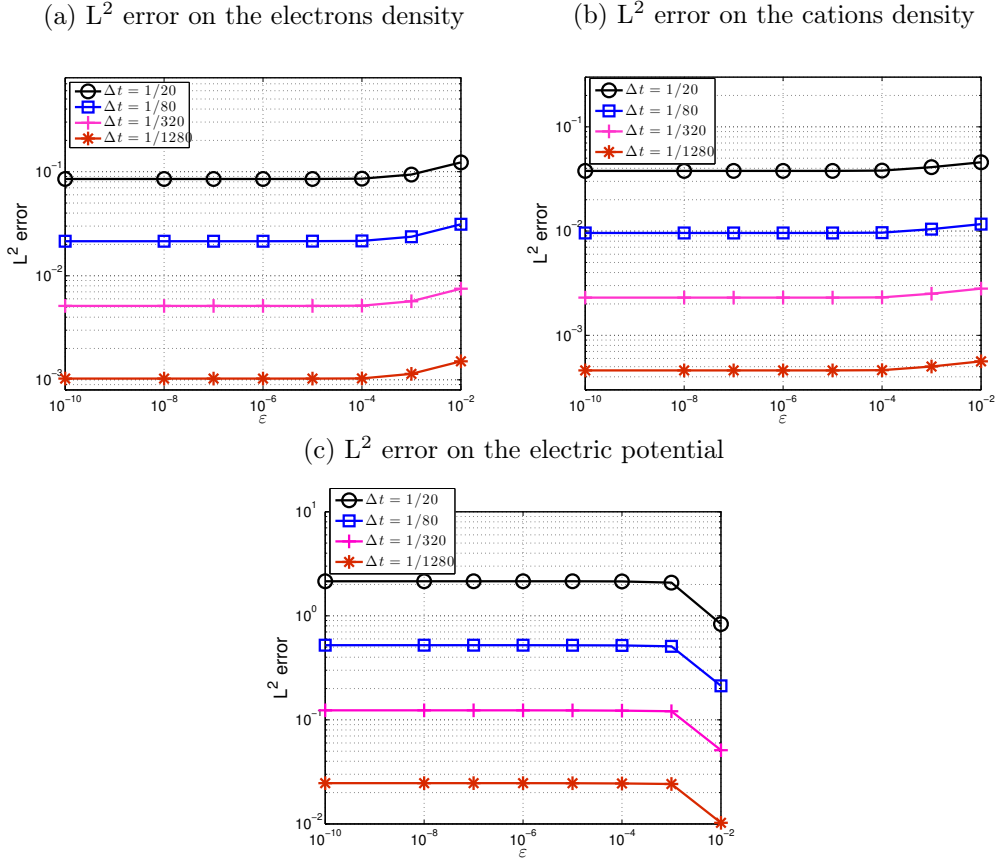 (a) L² error on the electrons density
Δt = 1/20
Δt = 1/80
Δt = 1/320
Δt = 1/1280
10⁻¹
10⁻²
10⁻³
L² error
10⁻¹⁰ 10⁻⁸ 10⁻⁶ 10⁻⁴ 10⁻²
ε
(b) L² error on the cations density
Δt = 1/20
Δt = 1/80
Δt = 1/320
Δt = 1/1280
10⁻¹
10⁻²
10⁻³
L² error
10⁻¹⁰ 10⁻⁸ 10⁻⁶ 10⁻⁴ 10⁻²
ε
(c) L² error on the electric potential
Δt = 1/20
Δt = 1/80
Δt = 1/320
Δt = 1/1280
10¹
10⁰
10⁻¹
10⁻²
L² error
10⁻¹⁰ 10⁻⁸ 10⁻⁶ 10⁻⁴ 10⁻²
ε